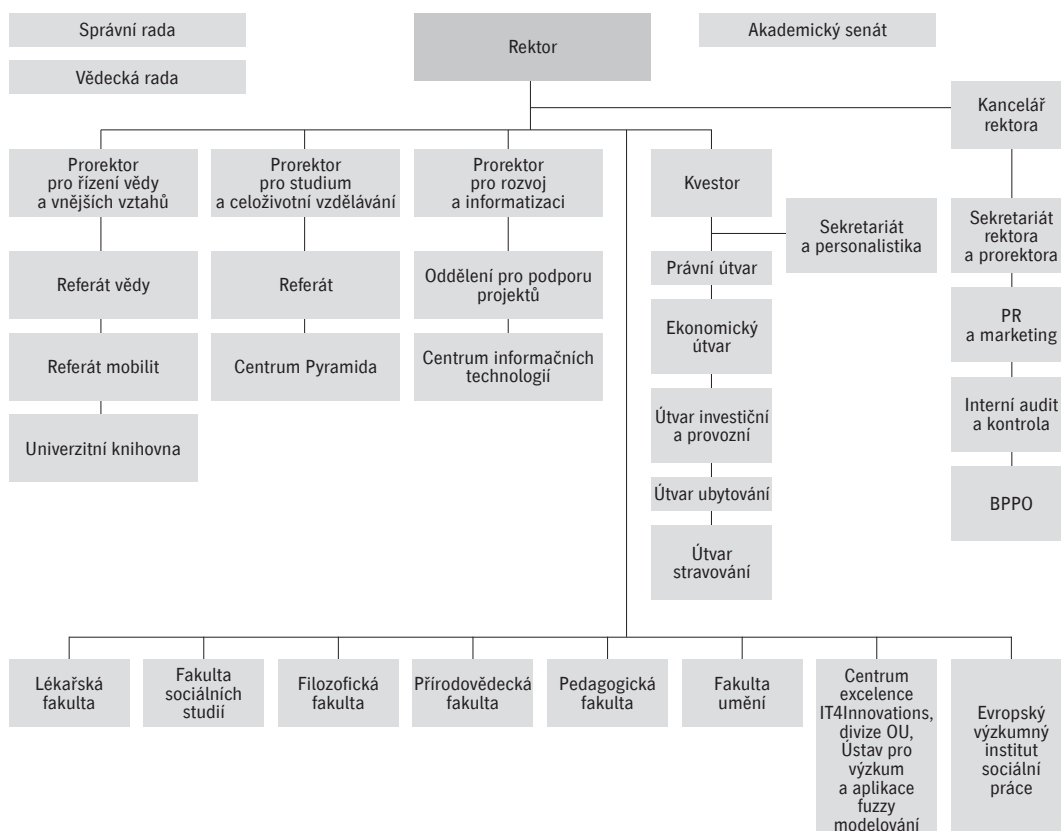 Správní rada
Vědecká rada
Rektor
Akademický senát
Kancelář
rektora
Prorektor
pro řízení vědy
a vnějších vztahů
Prorektor
pro studium
a celoživotní vzdělávání
Prorektor
pro rozvoj
a informatizaci
Kvestor
Sekretariát
a personalistika
Sekretariát
rektora
a prorektora
Referát vědy
Referát
Oddělení pro podporu
projektů
Právní útvar
Ekonomický
útvar
PR
a marketing
Referát mobilit
Centrum Pyramida
Centrum informačních
technologií
Útvar investiční
a provozní
Interní audit
a kontrola
Univerzitní knihovna
Útvar ubytování
BPPO
Útvar
stravování
Lékařská
fakulta
Fakulta
sociálních
studií
Filozofická
fakulta
Přírodovědecká
fakulta
Pedagogická
fakulta
Fakulta
umění
Centrum
excelence
IT4Innovations,
divize OU,
Ústav pro
výzkum
a aplikace
fuzzy
modelování
Evropský
výzkumný
institut
sociální
práce